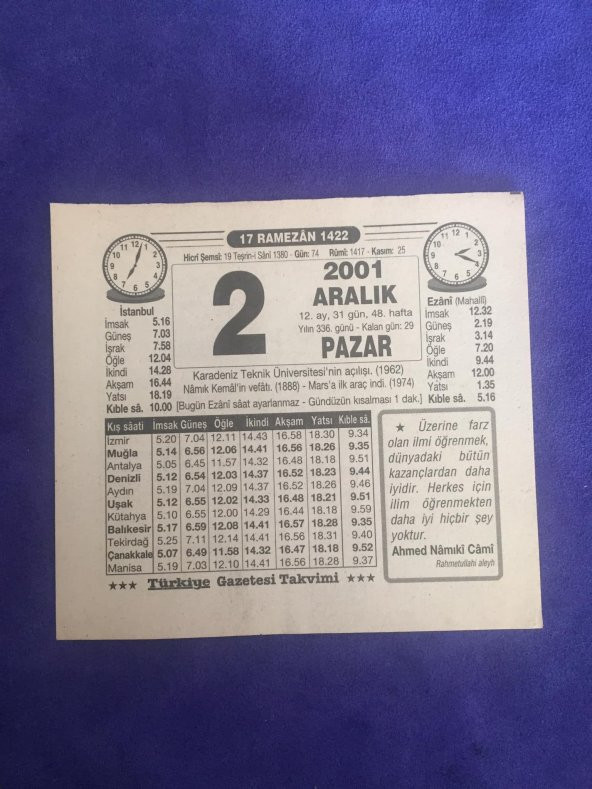 17 RAMEZÂN 1422
Hicrî Şemsî: 19 Teşrin-i Sâni 1380 - Gün: 74 Rûmî: 1417 - Kasım: 25
2
2001
ARALIK
12. ay, 31 gün, 48. hafta
Yılın 336. günü - Kalan gün: 29
PAZAR
İstanbul
İmsak 5.16
Güneş 7.03
İşrak 7.58
Öğle 12.04
İkindi 14.28
Akşam 16.44
Yatsı 18.19
Kıble sâ. 10.00
Ezânî (Mahallî)
İmsak 12.32
Güneş 2.19
İşrak 3.14
Öğle 7.20
İkindi 9.44
Akşam 12.00
Yatsı 1.35
Kıble sâ. 5.16
Karadeniz Teknik Üniversitesi'nin açılışı. (1962)
Nâmık Kemâl'in vefâtı. (1888) - Mars'a ilk araç indi. (1974)
[Bugün Ezânî sâat ayarlanmaz - Gündüzün kısalması 1 dak.]
Kış sâati İmsak Güneş Öğle İkindi Akşam Yatsı Kıble sâ.
İzmir 5.20 7.04 12.11 14.43 16.58 18.30 9.34
Muğla 5.14 6.56 12.06 14.41 16.56 18.26 9.35
Antalya 5.05 6.45 11.57 14.32 16.48 18.18 9.51
Denizli 5.12 6.54 12.03 14.37 16.52 18.23 9.44
Aydın 5.19 7.04 12.09 14.37 16.52 18.26 9.46
Uşak 5.12 6.55 12.02 14.33 16.48 18.21 9.51
Kütahya 5.10 6.55 12.00 14.29 16.44 18.18 9.59
Balıkesir 5.17 6.59 12.08 14.41 16.57 18.28 9.35
Tekirdağ 5.25 7.11 12.14 14.41 16.56 18.31 9.40
Çanakkale 5.07 6.49 11.58 14.32 16.47 18.18 9.52
Manisa 5.19 7.03 12.10 14.41 16.56 18.28 9.37
★★★ Türkiye Gazetesi Takvimi ★★★
★ Üzerine farz
olan ilmi öğrenmek,
dünyadaki bütün
kazançlardan daha
iyidir. Herkes için
ilim öğrenmekten
daha iyi hiçbir şey
yoktur.
Ahmed Nâmıkî Câmî
Rahmetullahi aleyh